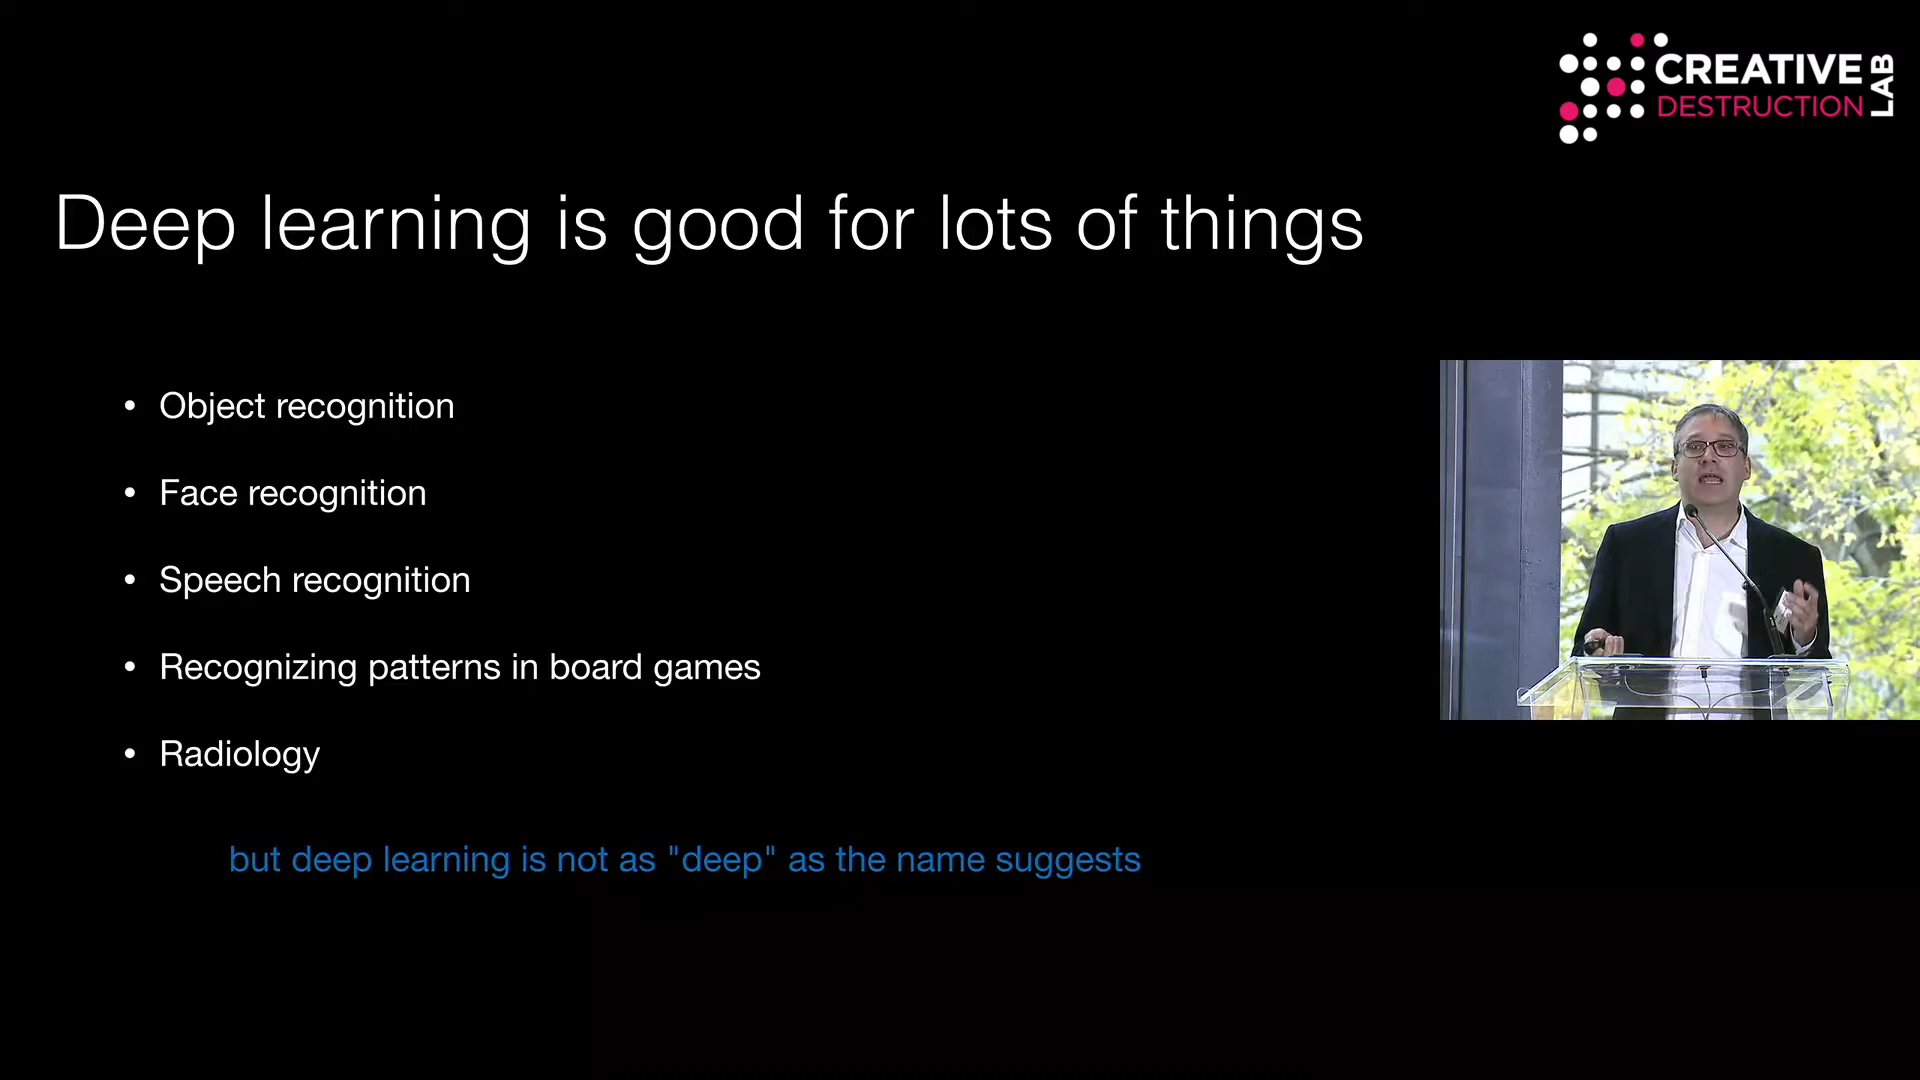 CREATIVE
DESTRUCTION
LAB
Deep learning is good for lots of things
• Object recognition
• Face recognition
• Speech recognition
• Recognizing patterns in board games
• Radiology
but deep learning is not as "deep" as the name suggests